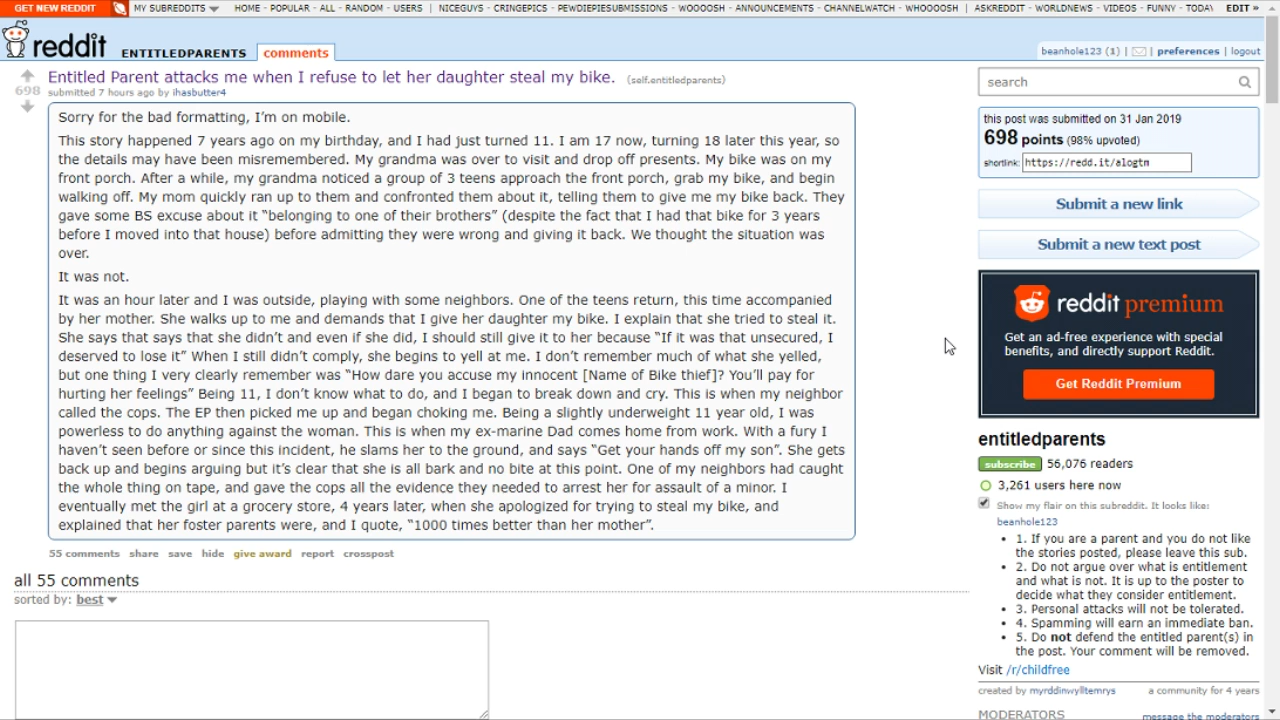 GET NEW REDDIT MY SUBREDDITS HOME - POPULAR - ALL - RANDOM - USERS | NICEGUYS - CRINGEPICS - PEWDIEPIESUBMISSIONS - WOOOOSH - ANNOUNCEMENTS - CHANNELWATCH - WHOOOOSH | ASKREDDIT - WORLDNEWS - VIDEOS - FUNNY - TODA EDIT »
reddit ENTITLEDPARENTS comments
beanhole123 (1) | | preferences | logout
Entitled Parent attacks me when I refuse to let her daughter steal my bike. (self.entitledparents)
698
submitted 7 hours ago by ihasbutter4
Sorry for the bad formatting, I’m on mobile.
This story happened 7 years ago on my birthday, and I had just turned 11. I am 17 now, turning 18 later this year, so
the details may have been misremembered. My grandma was over to visit and drop off presents. My bike was on my
front porch. After a while, my grandma noticed a group of 3 teens approach the front porch, grab my bike, and begin
walking off. My mom quickly ran up to them and confronted them about it, telling them to give me my bike back. They
gave some BS excuse about it “belonging to one of their brothers” (despite the fact that I had that bike for 3 years
before I moved into that house) before admitting they were wrong and giving it back. We thought the situation was
over.
It was not.
It was an hour later and I was outside, playing with some neighbors. One of the teens return, this time accompanied
by her mother. She walks up to me and demands that I give her daughter my bike. I explain that she tried to steal it.
She says that says that she didn’t and even if she did, I should still give it to her because “If it was that unsecured, I
deserved to lose it” When I still didn’t comply, she begins to yell at me. I don’t remember much of what she yelled,
but one thing I very clearly remember was “How dare you accuse my innocent [Name of Bike thief]? You’ll pay for
hurting her feelings” Being 11, I don’t know what to do, and I began to break down and cry. This is when my neighbor
called the cops. The EP then picked me up and began choking me. Being a slightly underweight 11 year old, I was
powerless to do anything against the woman. This is when my ex-marine Dad comes home from work. With a fury I
haven’t seen before or since this incident, he slams her to the ground, and says “Get your hands off my son”. She gets
back up and begins arguing but it’s clear that she is all bark and no bite at this point. One of my neighbors had caught
the whole thing on tape, and gave the cops all the evidence they needed to arrest her for assault of a minor. I
eventually met the girl at a grocery store, 4 years later, when she apologized for trying to steal my bike, and
explained that her foster parents were, and I quote, “1000 times better than her mother”.
55 comments share save hide give award report crosspost
all 55 comments
sorted by: best
search
this post was submitted on 31 Jan 2019
698 points (98% upvoted)
shortlink: https://redd.it/alogtm
Submit a new link
Submit a new text post
reddit premium
Get an ad-free experience with special
benefits, and directly support Reddit.
Get Reddit Premium
entitledparents
subscribe 56,076 readers
3,261 users here now
Show my flair on this subreddit. It looks like:
beanhole123
• 1. If you are a parent and you do not like
the stories posted, please leave this sub.
• 2. Do not argue over what is entitlement
and what is not. It is up to the poster to
decide what they consider entitlement.
• 3. Personal attacks will not be tolerated.
• 4. Spamming will earn an immediate ban.
• 5. Do not defend the entitled parent(s) in
the post. Your comment will be removed.
Visit /r/childfree
created by myrddinwylltemrys a community for 4 years
MODERATORS message the moderators